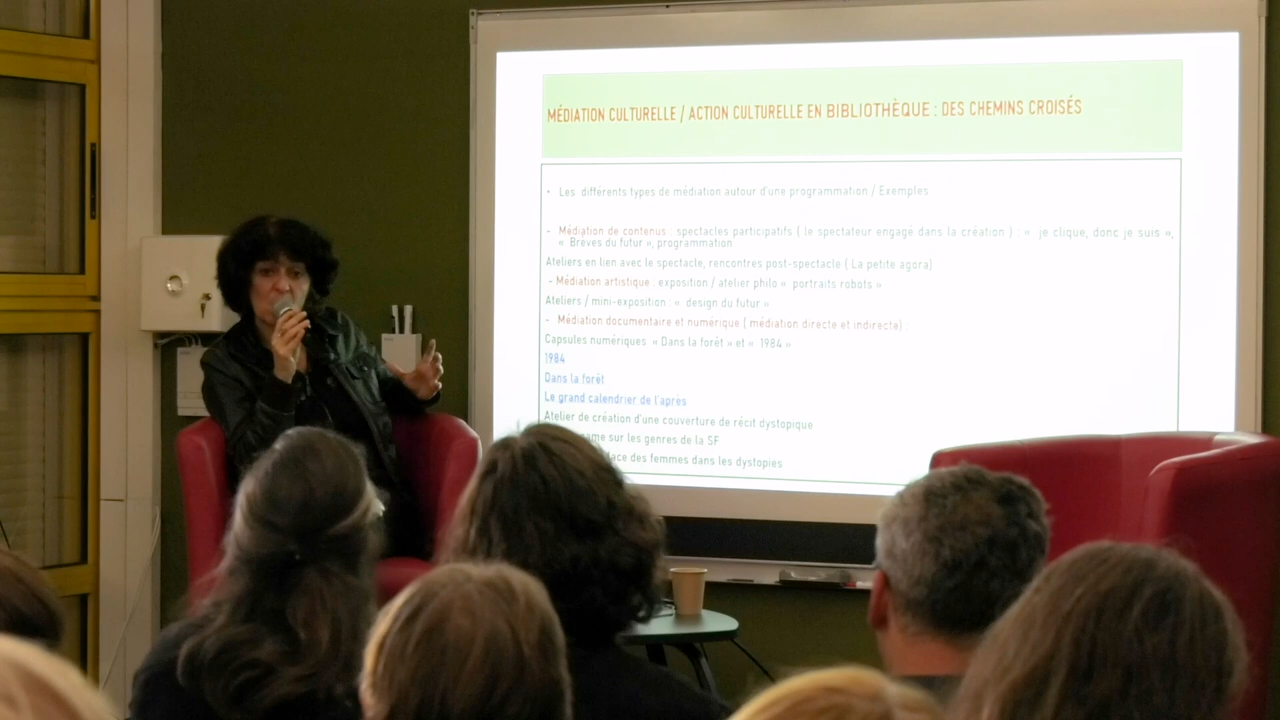 MÉDIATION CULTURELLE / ACTION CULTURELLE EN BIBLIOTHÈQUE : DES CHEMINS CROISÉS
• Les différents types de médiation autour d'une programmation / Exemples
- Médiation de contenus : spectacles participatifs ( le spectateur engagé dans la création ) : « je clique, donc je suis »,
« Brèves du futur », programmation
Ateliers en lien avec le spectacle, rencontres post-spectacle ( La petite agora)
- Médiation artistique : exposition / atelier philo « portraits robots »
Ateliers / mini-exposition : « design du futur »
- Médiation documentaire et numérique ( médiation directe et indirecte) :
Capsules numériques « Dans la forêt » et « 1984 »
1984
Dans la forêt
Le grand calendrier de l'après
Atelier de création d'une couverture de récit dystopique
sur les genres de la SF
des femmes dans les dystopies